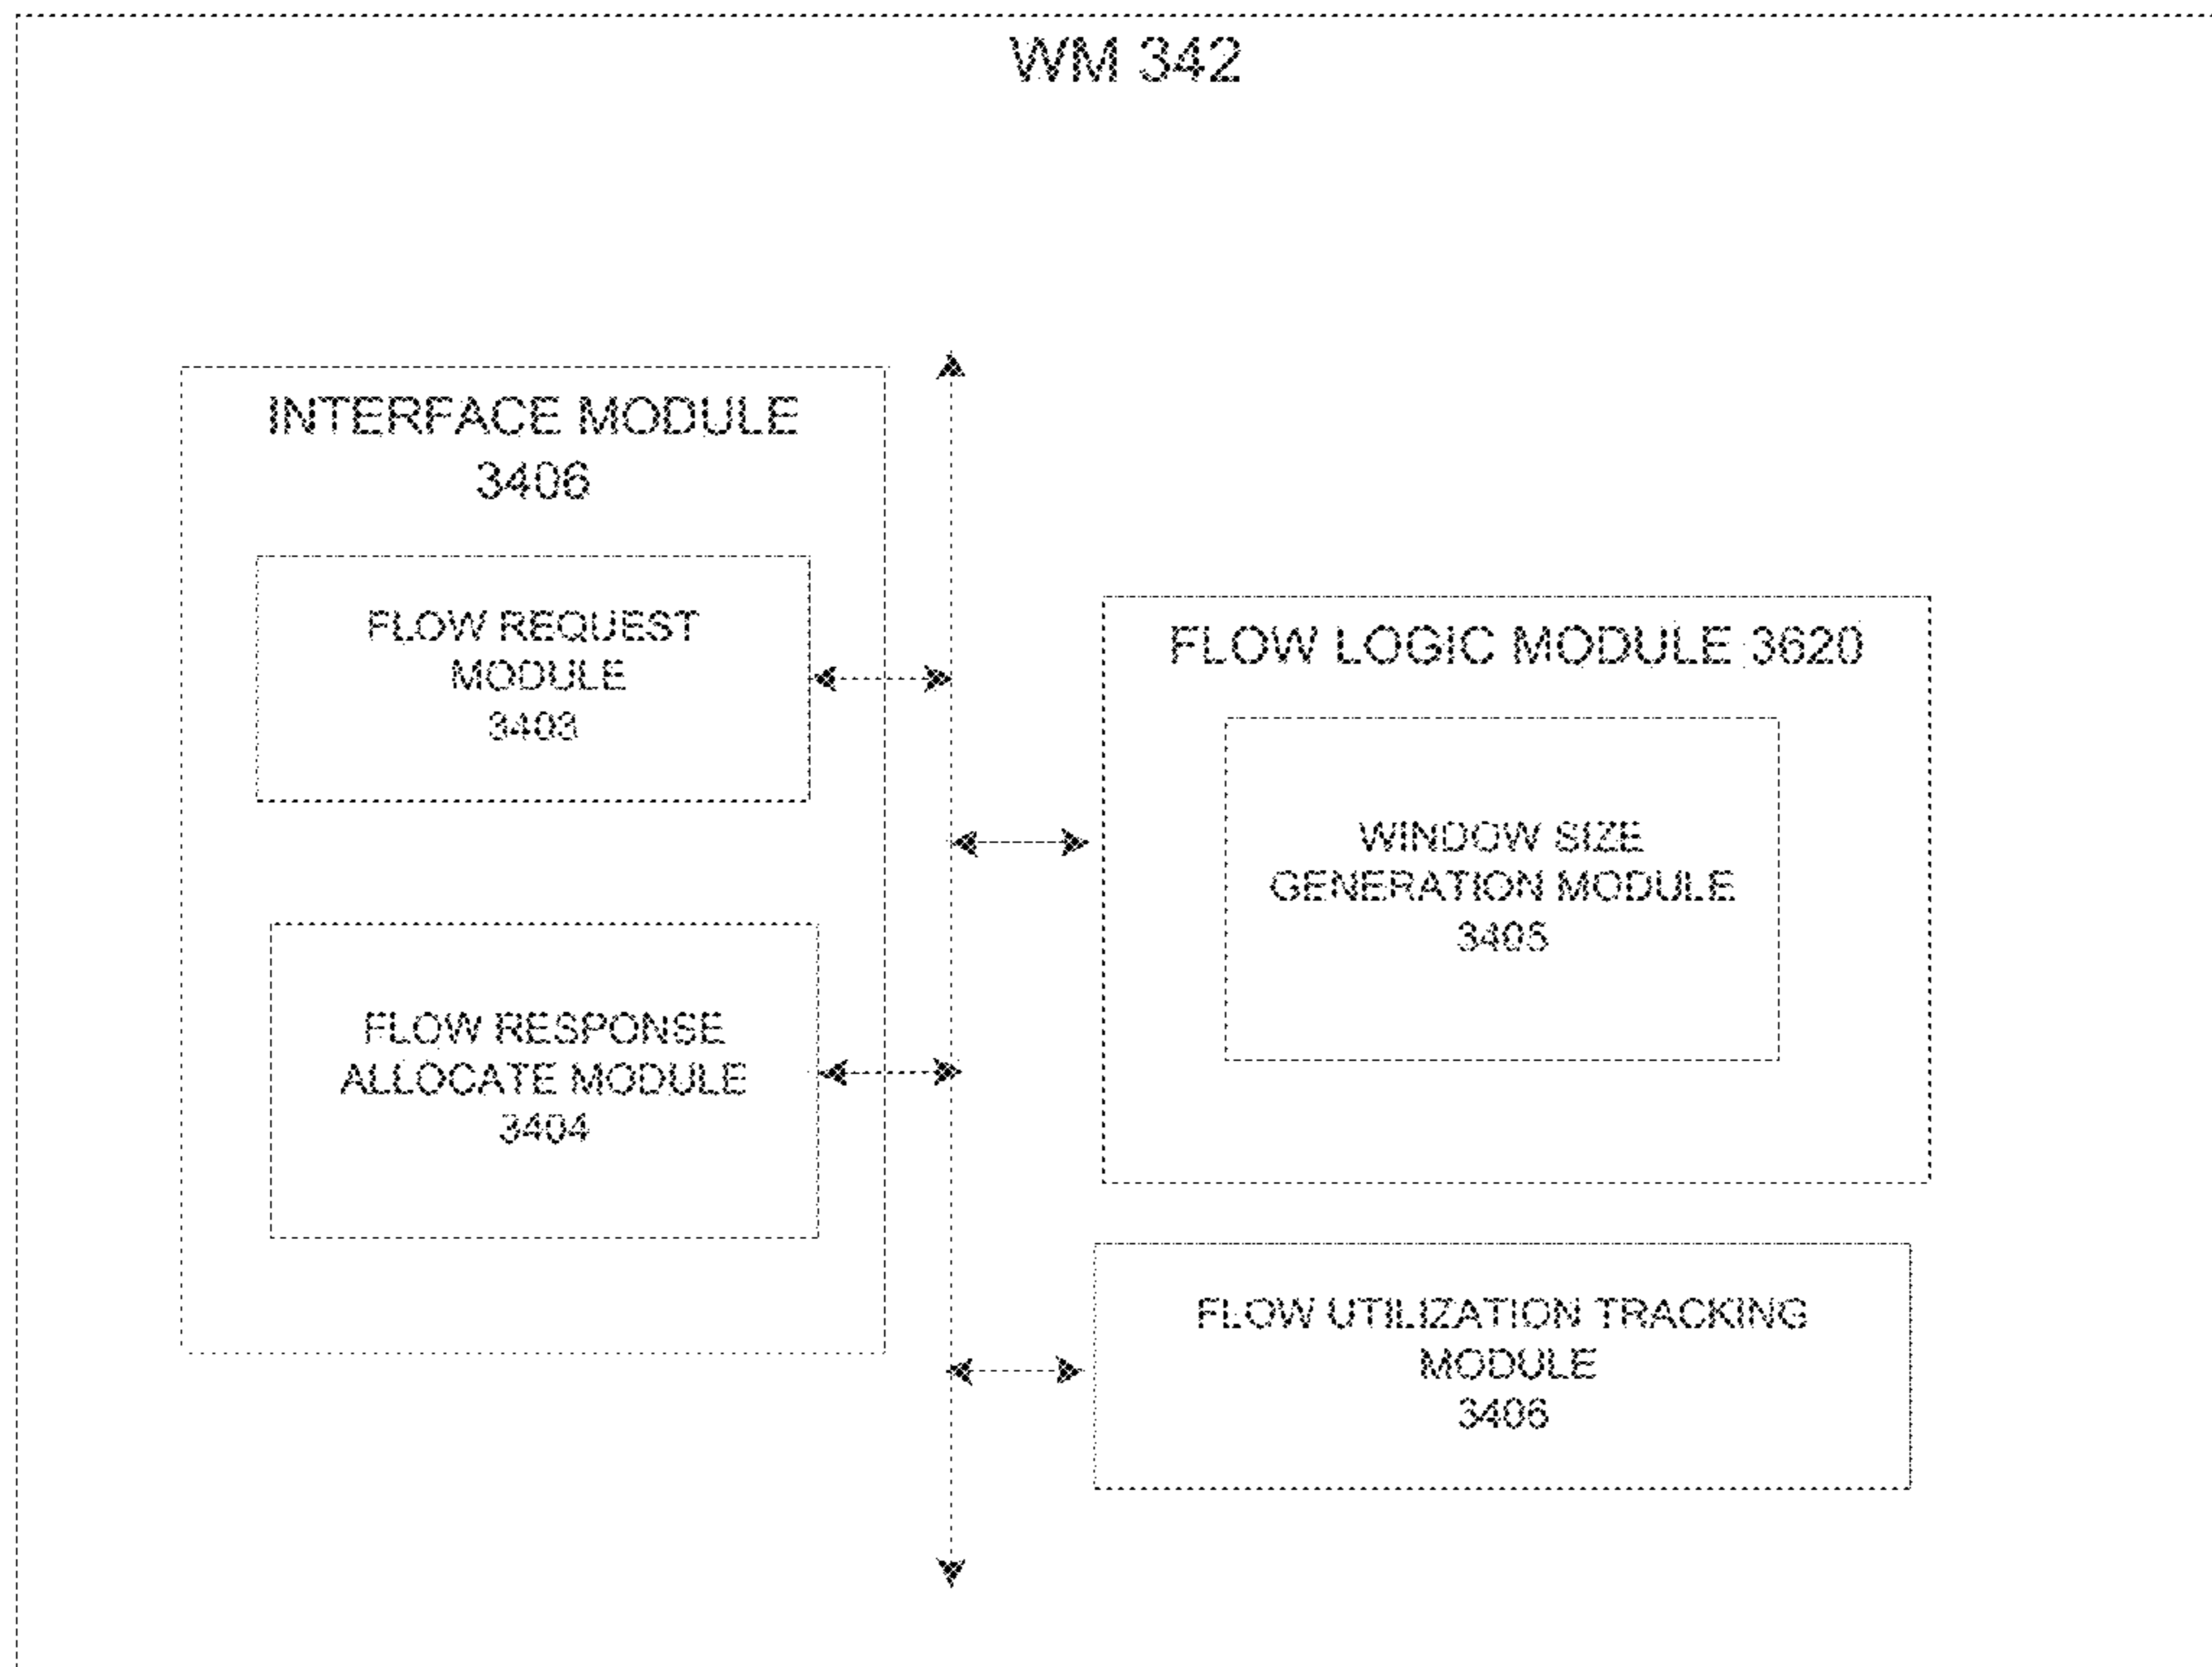 WM 342
INTERFACE MODULE
3406
FLOW REQUEST
MODULE
3403
FLOW RESPONSE
ALLOCATE MODULE
3404
FLOW LOGIC MODULE 3620
WINDOW SIZE
GENERATION MODULE
3405
FLOW UTILIZATION TRACKING
MODULE
3406